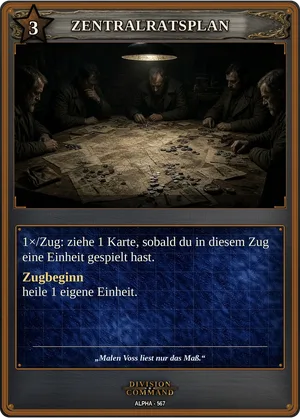 3
ZENTRALRATSPLAN
1×/Zug: ziehe 1 Karte, sobald du in diesem Zug
eine Einheit gespielt hast.
Zugbeginn
heile 1 eigene Einheit.
„Malen Voss liest nur das Maß.“
DIVISION
COMMAND
ALPHA - 567